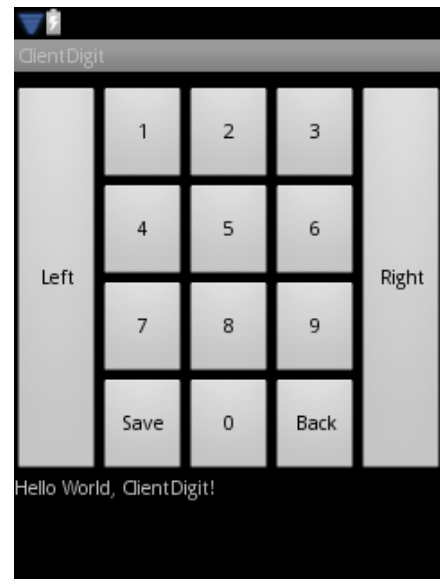 ClientDigit
1 2 3
4 5 6
Left Right
7 8 9
Save 0 Back
Hello World, ClientDigit!